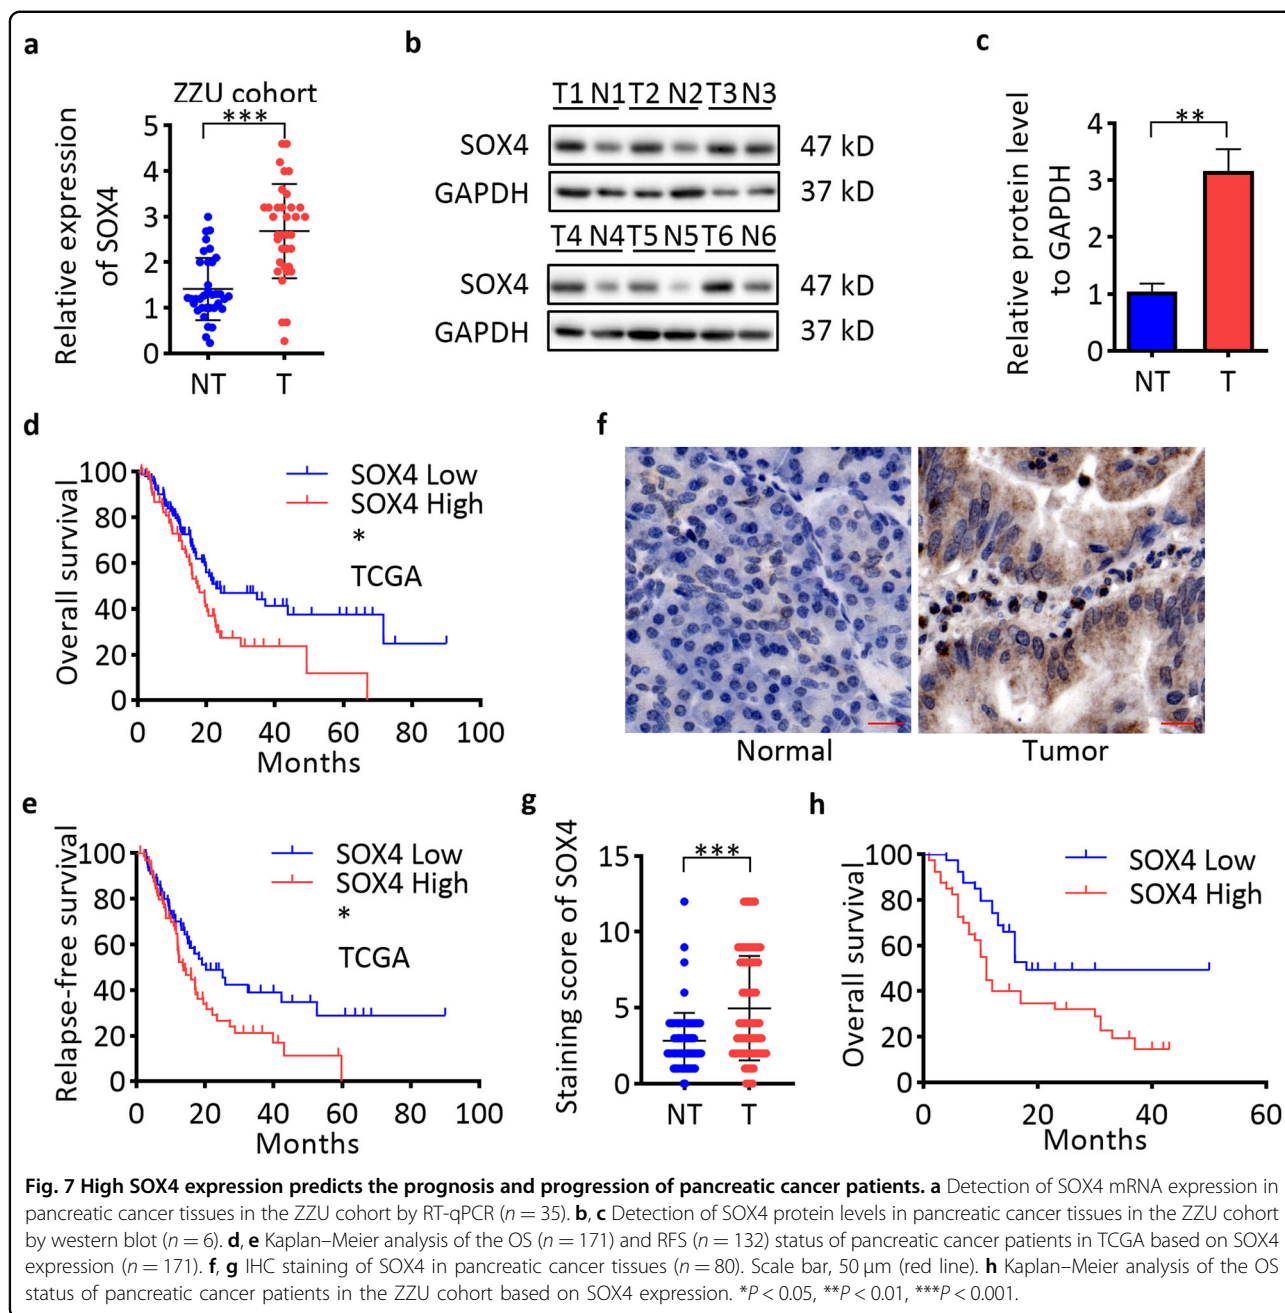 a
ZZU cohort
***
Relative expression
of SOX4
5
4
3
2
1
0
NT T
b
T1 N1 T2 N2 T3 N3
SOX4 47 kD
GAPDH 37 kD
T4 N4 T5 N5 T6 N6
SOX4 47 kD
GAPDH 37 kD
c
**
Relative protein level
to GAPDH
4
3
2
1
0
NT T
d
Overall survival
100
80
60
40
20
0
0 20 40 60 80 100
Months
SOX4 Low
SOX4 High
*
TCGA
f
Normal Tumor
e
Relapse-free survival
100
80
60
40
20
0
0 20 40 60 80 100
Months
SOX4 Low
SOX4 High
*
TCGA
g
Staining score of SOX4
***
15
10
5
0
NT T
h
Overall survival
100
80
60
40
20
0
0 20 40 60
Months
SOX4 Low
SOX4 High
Fig. 7 High SOX4 expression predicts the prognosis and progression of pancreatic cancer patients. a Detection of SOX4 mRNA expression in
pancreatic cancer tissues in the ZZU cohort by RT-qPCR (n = 35). b, c Detection of SOX4 protein levels in pancreatic cancer tissues in the ZZU cohort
by western blot (n = 6). d, e Kaplan–Meier analysis of the OS (n = 171) and RFS (n = 132) status of pancreatic cancer patients in TCGA based on SOX4
expression (n = 171). f, g IHC staining of SOX4 in pancreatic cancer tissues (n = 80). Scale bar, 50 μm (red line). h Kaplan–Meier analysis of the OS
status of pancreatic cancer patients in the ZZU cohort based on SOX4 expression. *P < 0.05, **P < 0.01, ***P < 0.001.